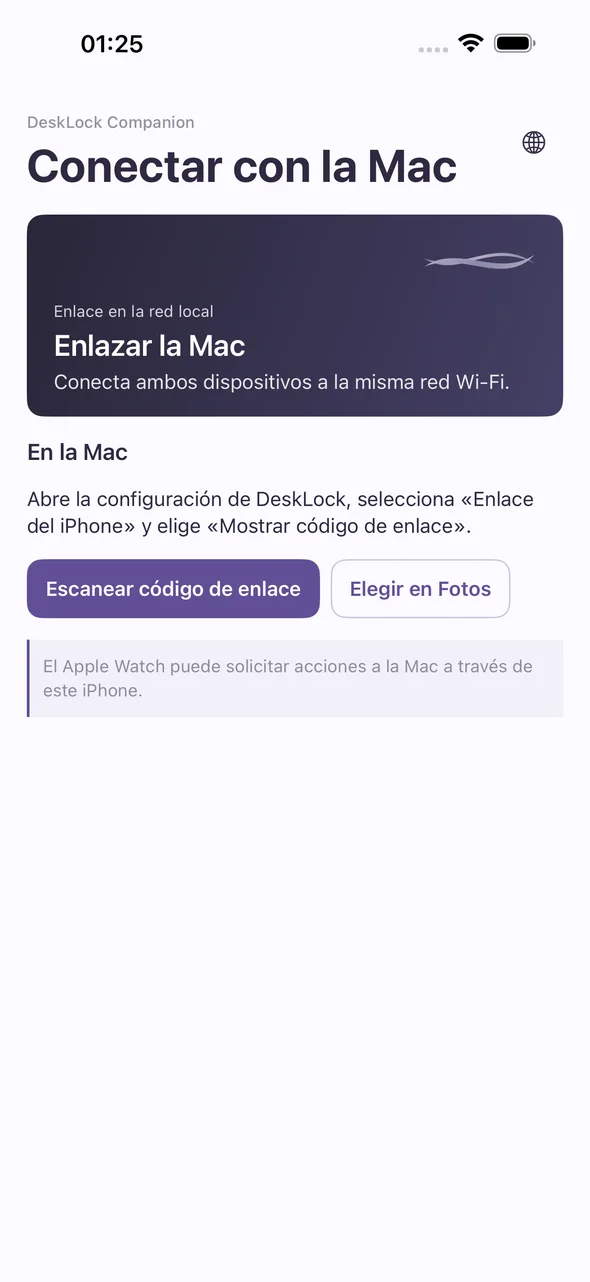 01:25
DeskLock Companion
Conectar con la Mac
Enlace en la red local
Enlazar la Mac
Conecta ambos dispositivos a la misma red Wi-Fi.
En la Mac
Abre la configuración de DeskLock, selecciona «Enlace
del iPhone» y elige «Mostrar código de enlace».
Escanear código de enlace
Elegir en Fotos
El Apple Watch puede solicitar acciones a la Mac a través de
este iPhone.